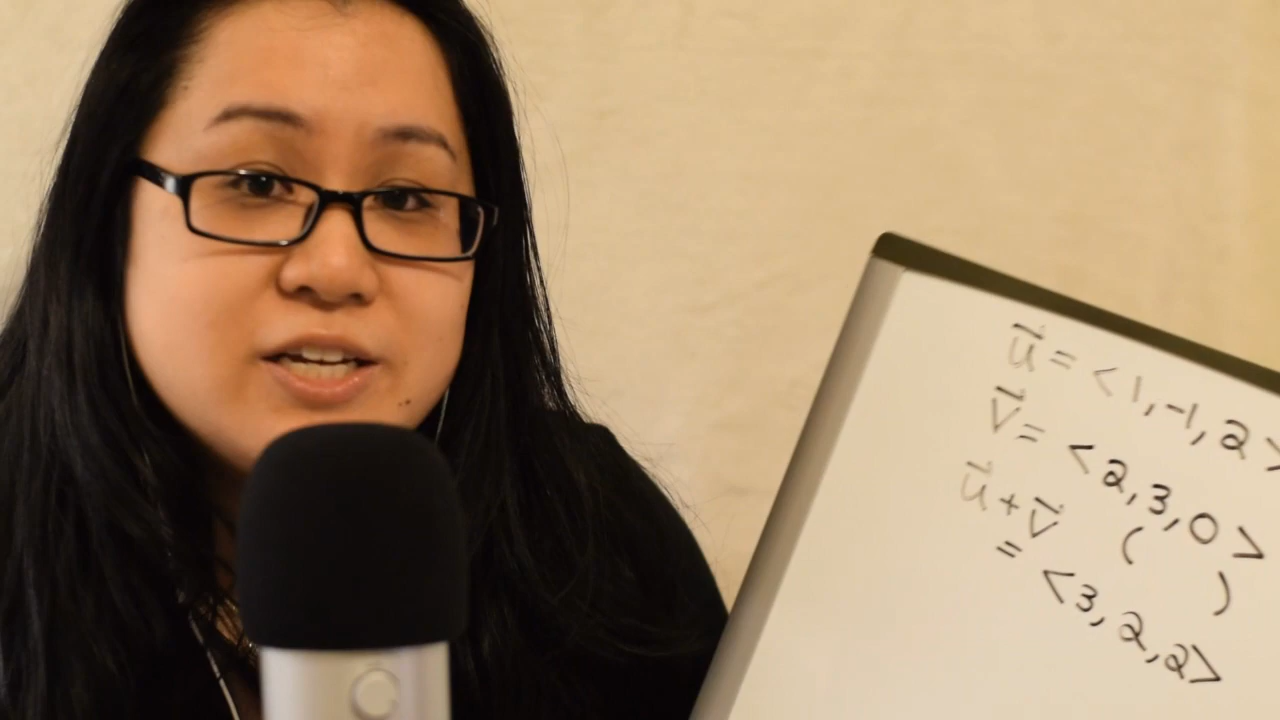 u⃗ = <1,-1,2>
v⃗ = <2,3,0>
u⃗+v⃗ ( )
= <3,2,2>